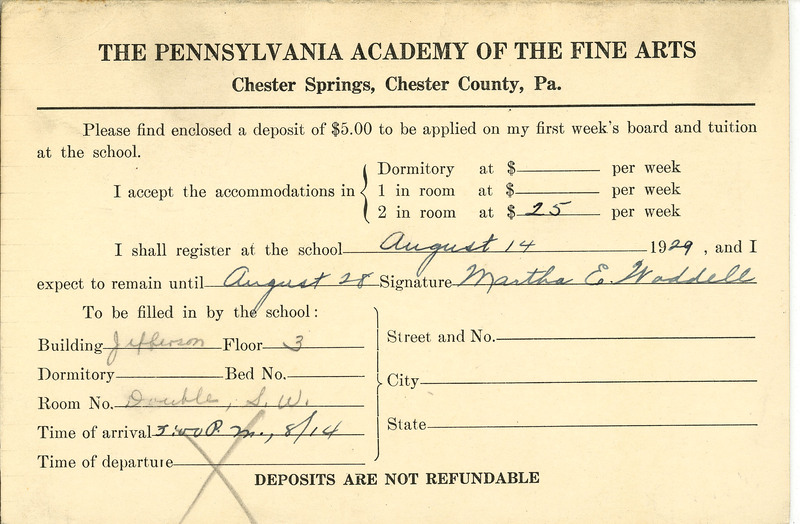 THE PENNSYLVANIA ACADEMY OF THE FINE ARTS
Chester Springs, Chester County, Pa.
Please find enclosed a deposit of $5.00 to be applied on my first week's board and tuition
at the school.
I accept the accommodations in
Dormitory at $ per week
1 in room at $ per week
2 in room at $ 25 per week
I shall register at the school August 14 1929, and I
expect to remain until August 28 Signature Martha E. Woddell
To be filled in by the school:
Building Jefferson Floor 3
Dormitory Bed No.
Room No. Double, S. W.
Time of arrival 5:00 P. M., 8/14
Time of departure
Street and No.
City
State
DEPOSITS ARE NOT REFUNDABLE